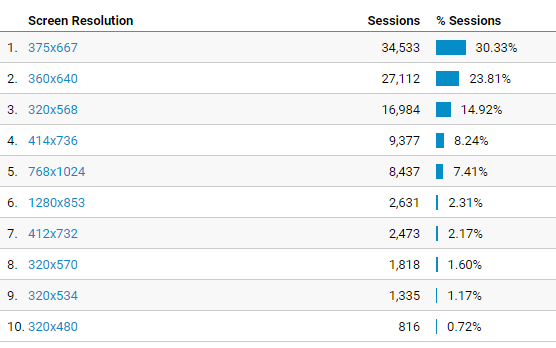 Screen Resolution Sessions % Sessions
1. 375x667 34,533 30.33%
2. 360x640 27,112 23.81%
3. 320x568 16,984 14.92%
4. 414x736 9,377 8.24%
5. 768x1024 8,437 7.41%
6. 1280x853 2,631 2.31%
7. 412x732 2,473 2.17%
8. 320x570 1,818 1.60%
9. 320x534 1,335 1.17%
10. 320x480 816 0.72%